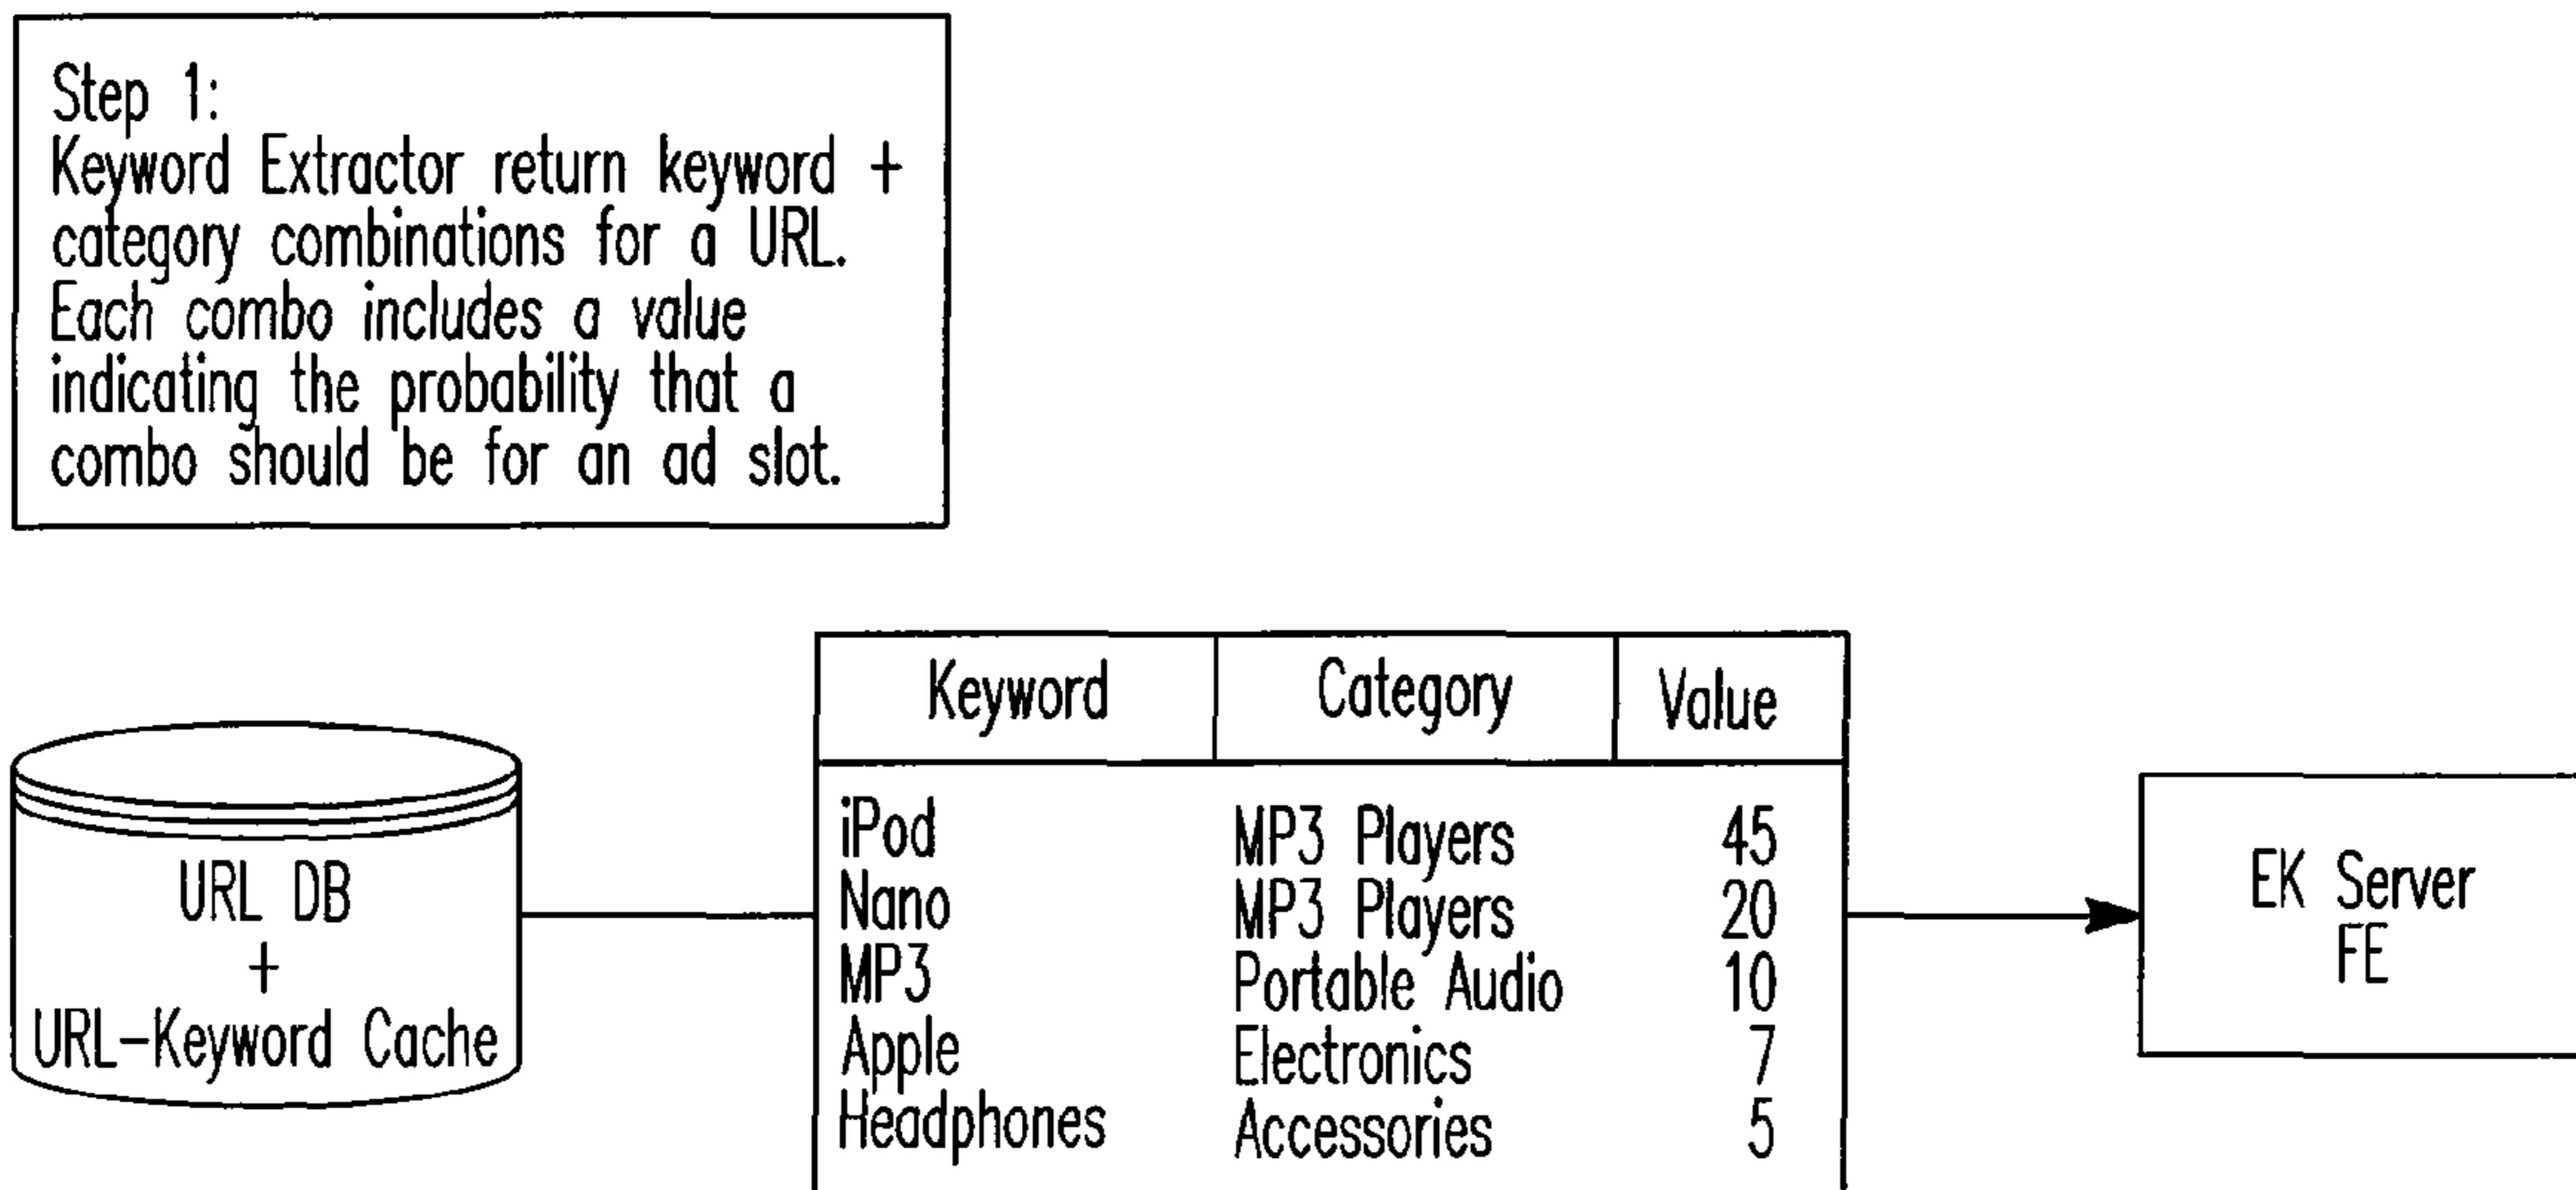 Step 1:
Keyword Extractor return keyword +
category combinations for a URL.
Each combo includes a value
indicating the probability that a
combo should be for an ad slot.
URL DB
+
URL-Keyword Cache
Keyword Category Value
iPod MP3 Players 45
Nano MP3 Players 20
MP3 Portable Audio 10
Apple Electronics 7
Headphones Accessories 5
EK Server
FE